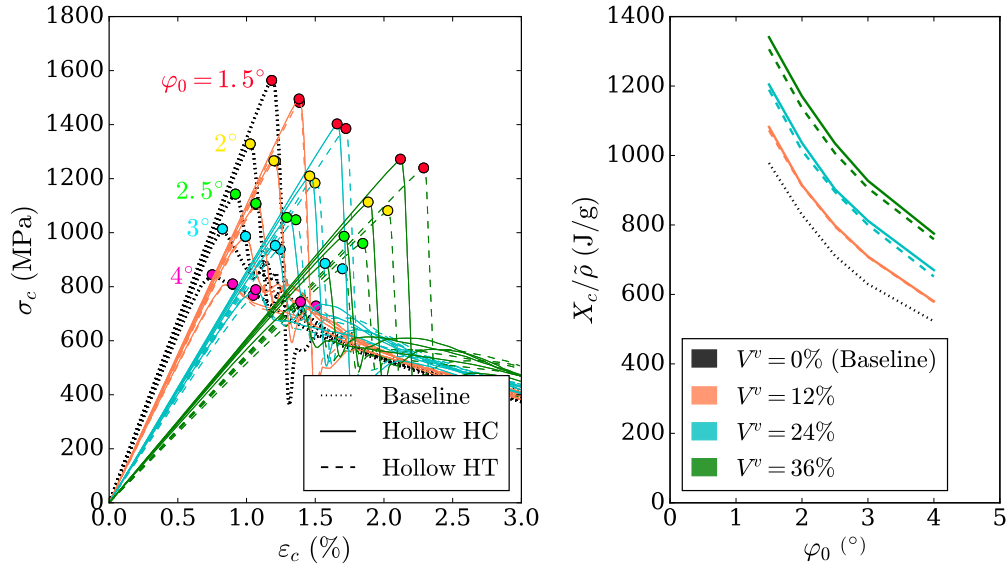 1800
1600
1400
1200
1000
800
600
400
200
0
σ_c (MPa)
φ₀ = 1.5°
2°
2.5°
3°
4°
Baseline
Hollow HC
Hollow HT
0.0 0.5 1.0 1.5 2.0 2.5 3.0
ε_c (%)
1400
1200
1000
800
600
400
200
0
X_c/ρ̃ (J/g)
V^v = 0% (Baseline)
V^v = 12%
V^v = 24%
V^v = 36%
0 1 2 3 4 5
φ₀ (°)